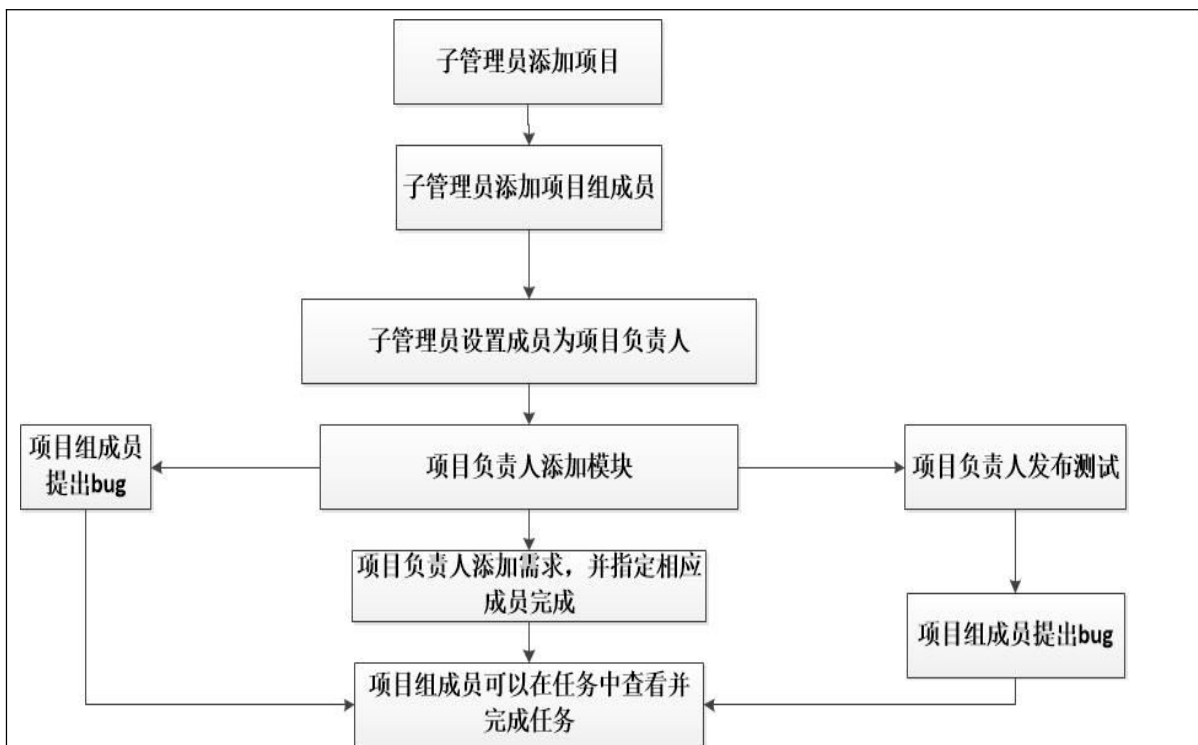 子管理员添加项目
子管理员添加项目组成员
子管理员设置成员为项目负责人
项目组成员
提出bug
项目负责人添加模块
项目负责人发布测试
项目负责人添加需求，并指定相应
成员完成
项目组成员提出bug
项目组成员可以在任务中查看并
完成任务